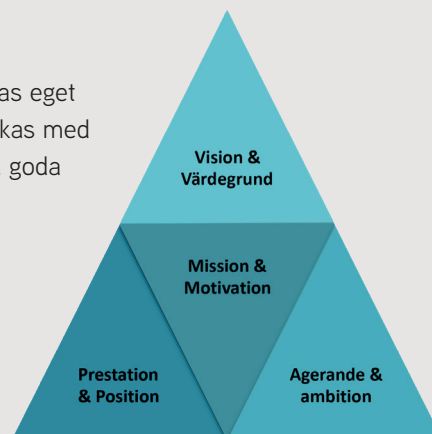 as eget
kas med
goda
Vision &
Värdegrund
Mission &
Motivation
Prestation
& Position
Agerande &
ambition